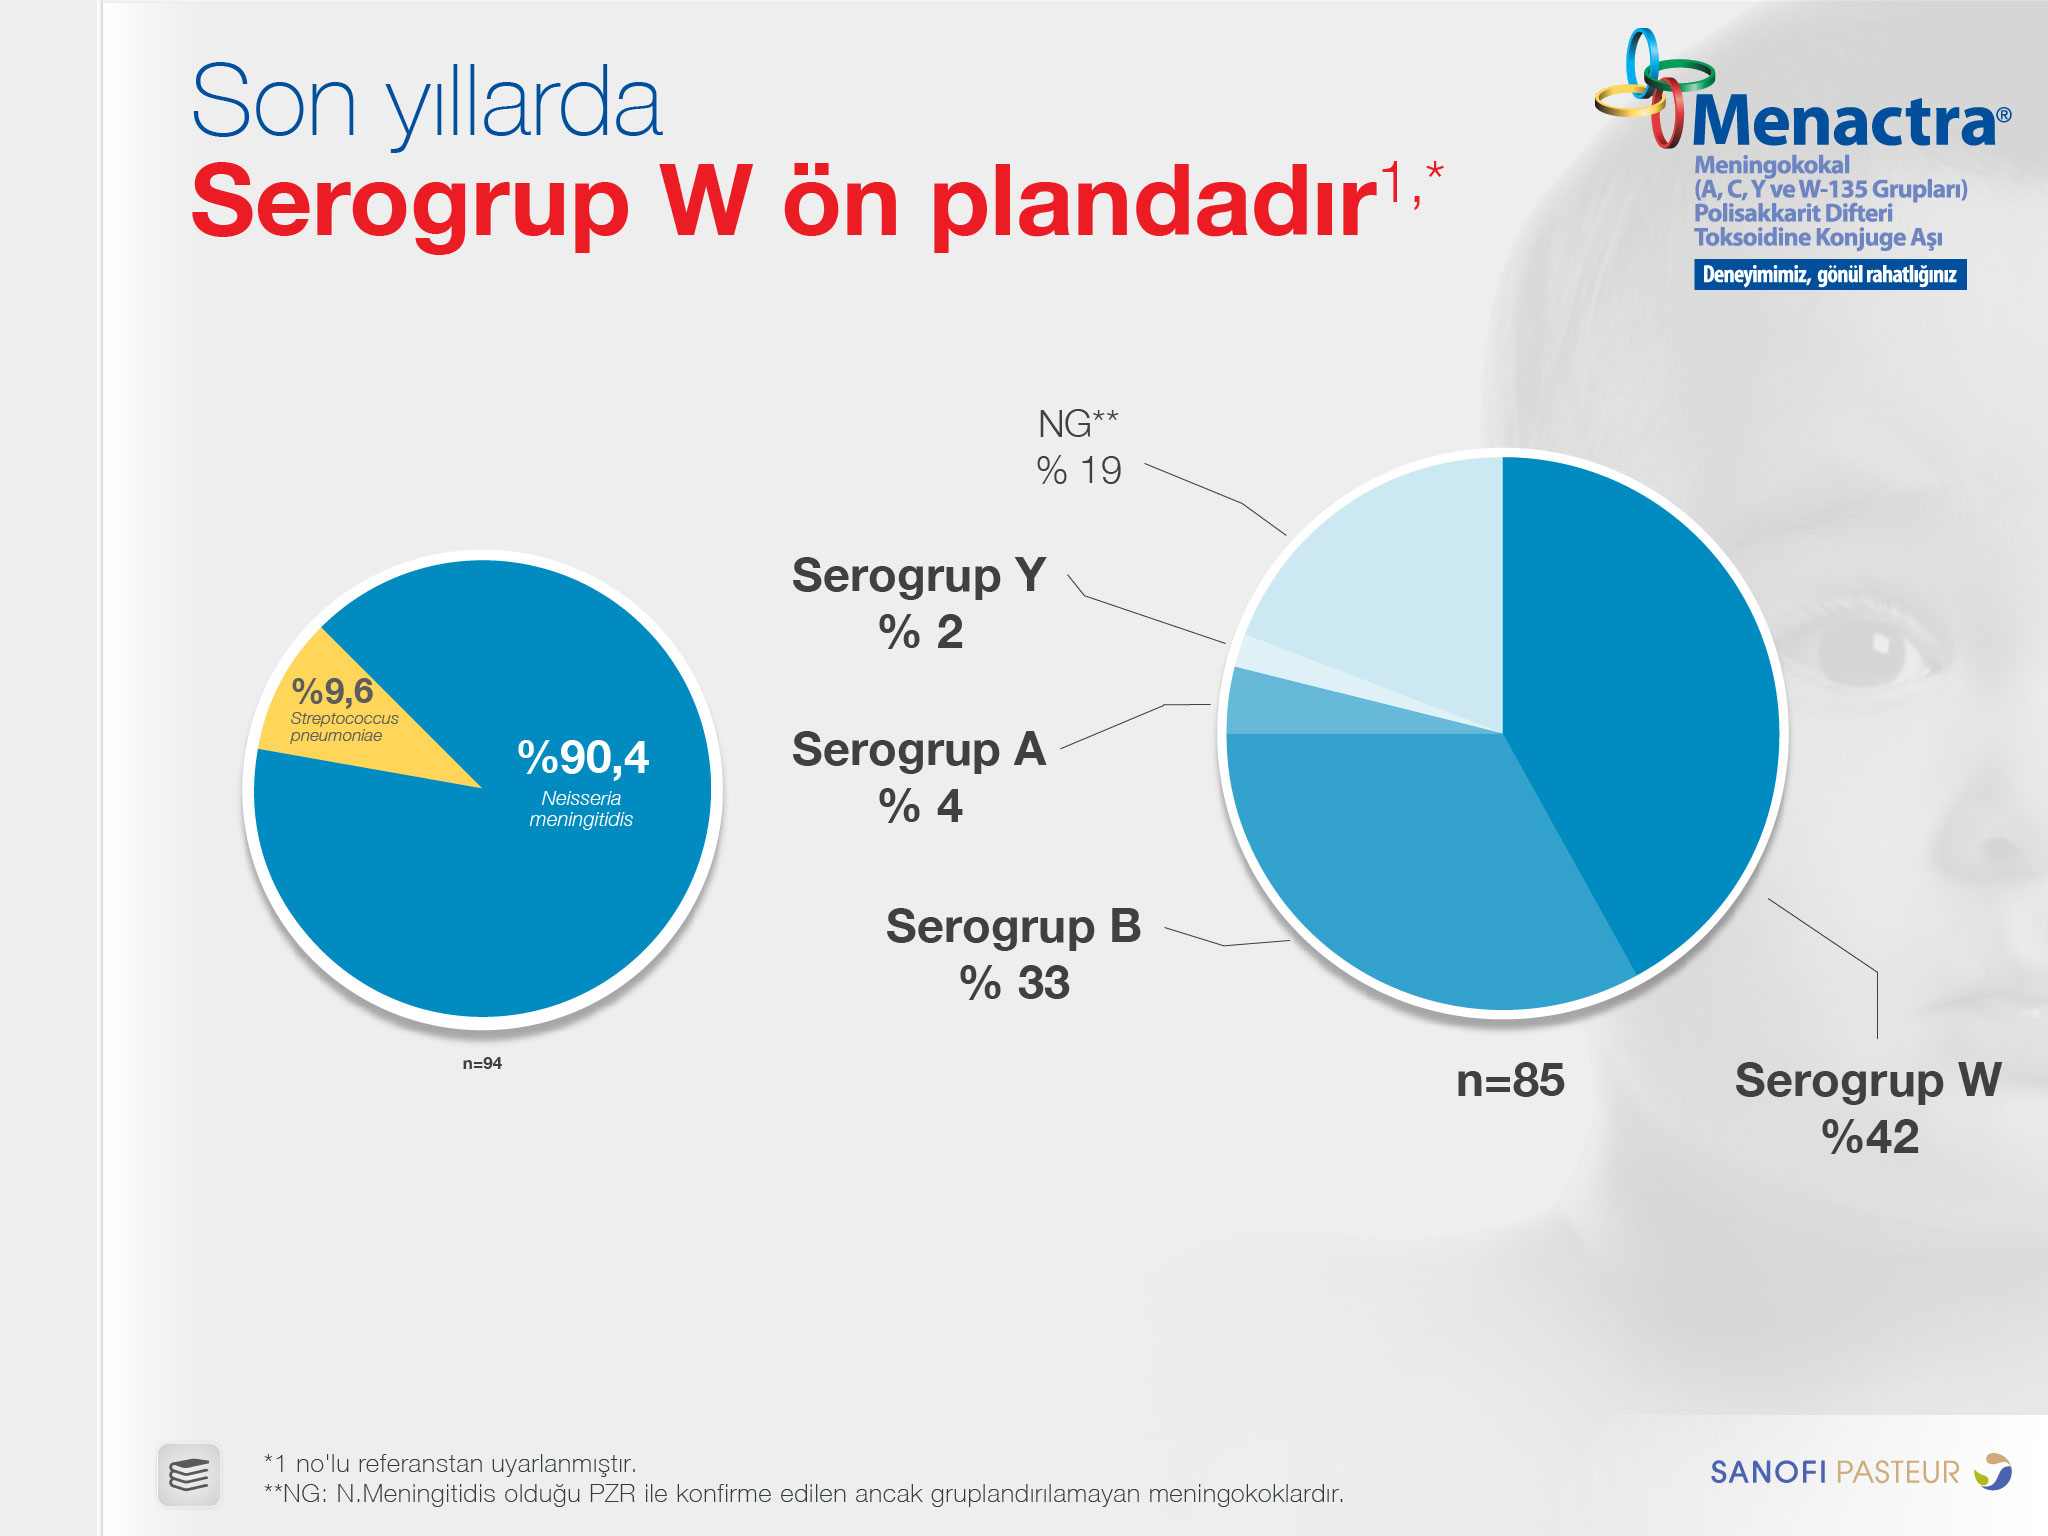 Son yıllarda
Serogrup W ön plandadır1,*
Menactra®
Meningokokal
(A, C, Y ve W-135 Grupları)
Polisakkarit Difteri
Toksoidine Konjuge Aşı
Deneyimimiz, gönül rahatlığınız
%9,6
Streptococcus
pneumoniae
%90,4
Neisseria
meningitidis
n=94
NG**
% 19
Serogrup Y
% 2
Serogrup A
% 4
Serogrup B
% 33
n=85
Serogrup W
%42
*1 no'lu referanstan uyarlanmıştır.
**NG: N.Meningitidis olduğu PZR ile konfirme edilen ancak gruplandırılamayan meningokoklardır.
SANOFI PASTEUR